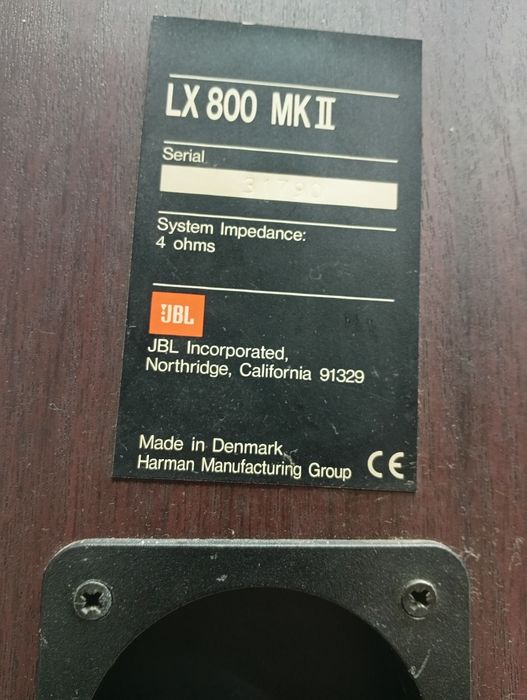 LX 800 MK II
Serial
31790
System Impedance:
4 ohms
JBL
JBL Incorporated,
Northridge, California 91329
Made in Denmark
Harman Manufacturing Group CE